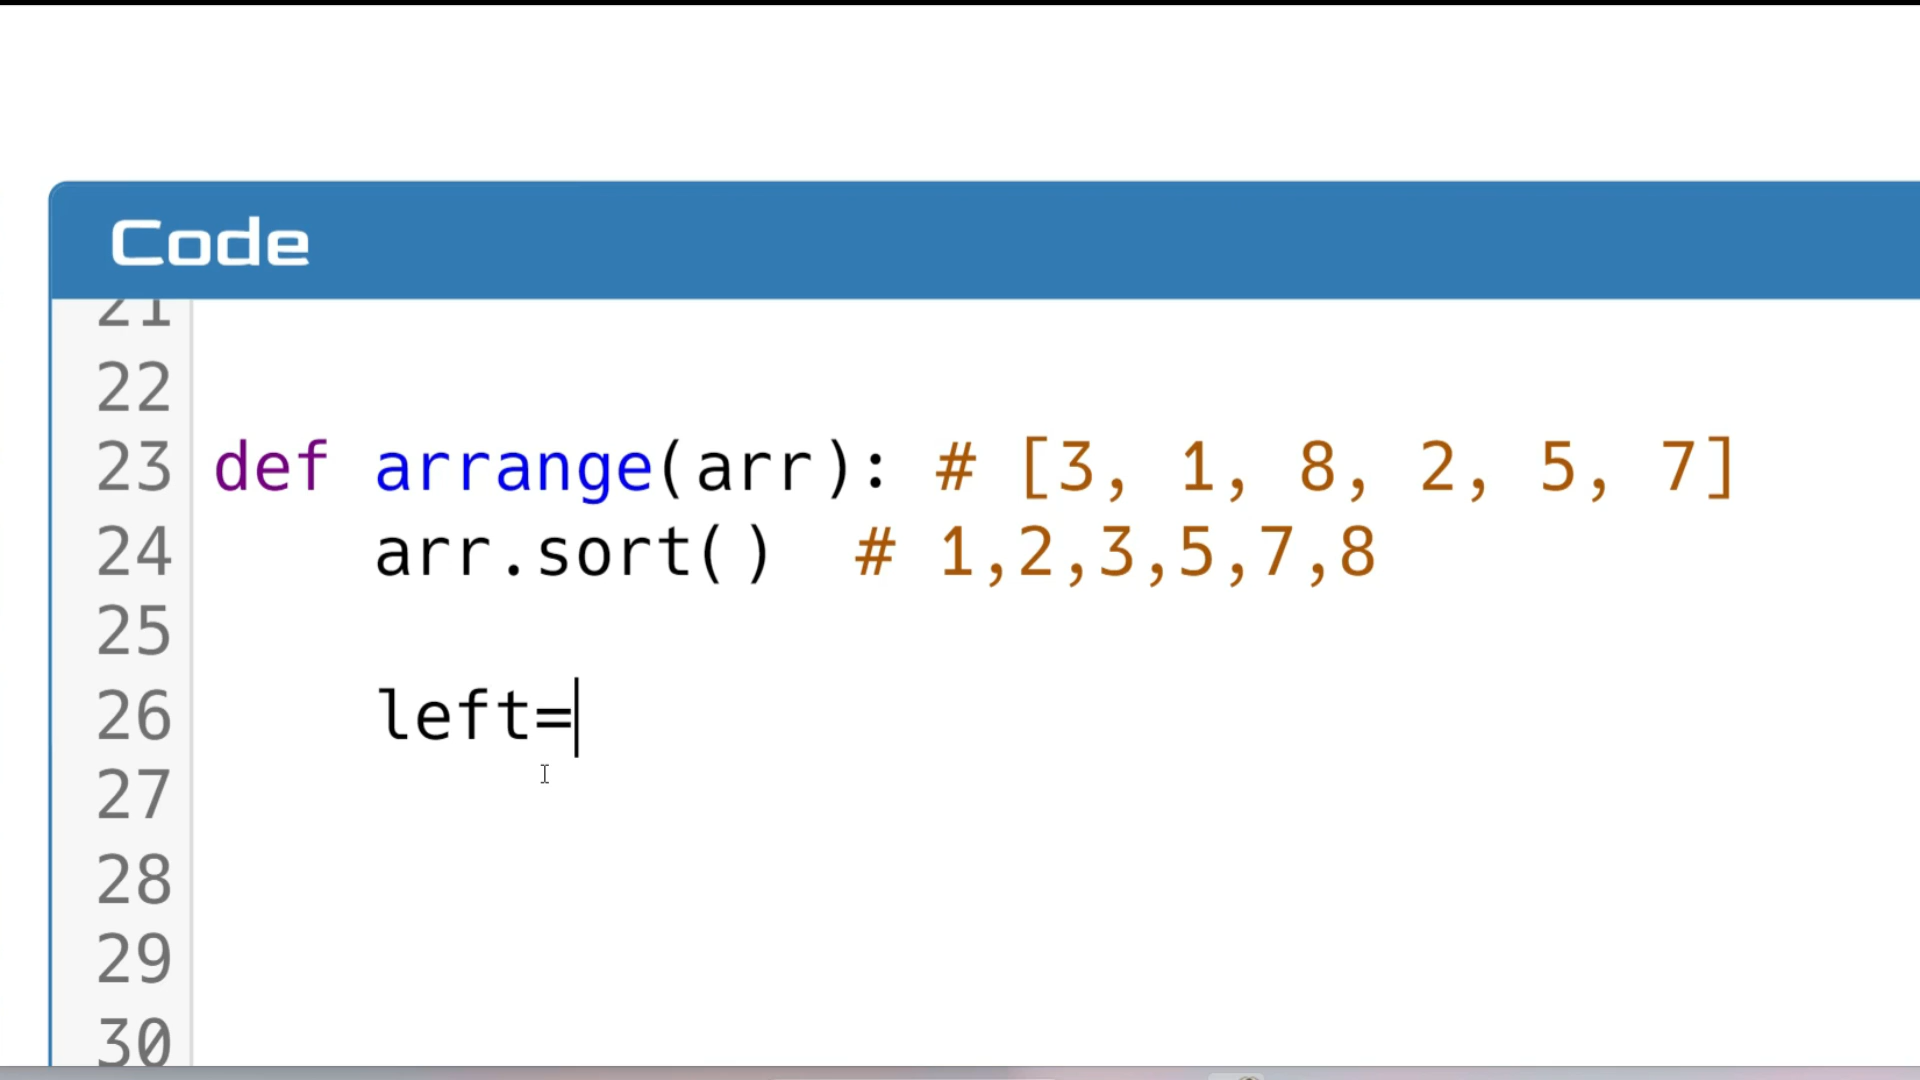 Code
21
22
23 def arrange(arr): # [3, 1, 8, 2, 5, 7]
24 arr.sort()  # 1,2,3,5,7,8
25
26 left=
27
28
29
30